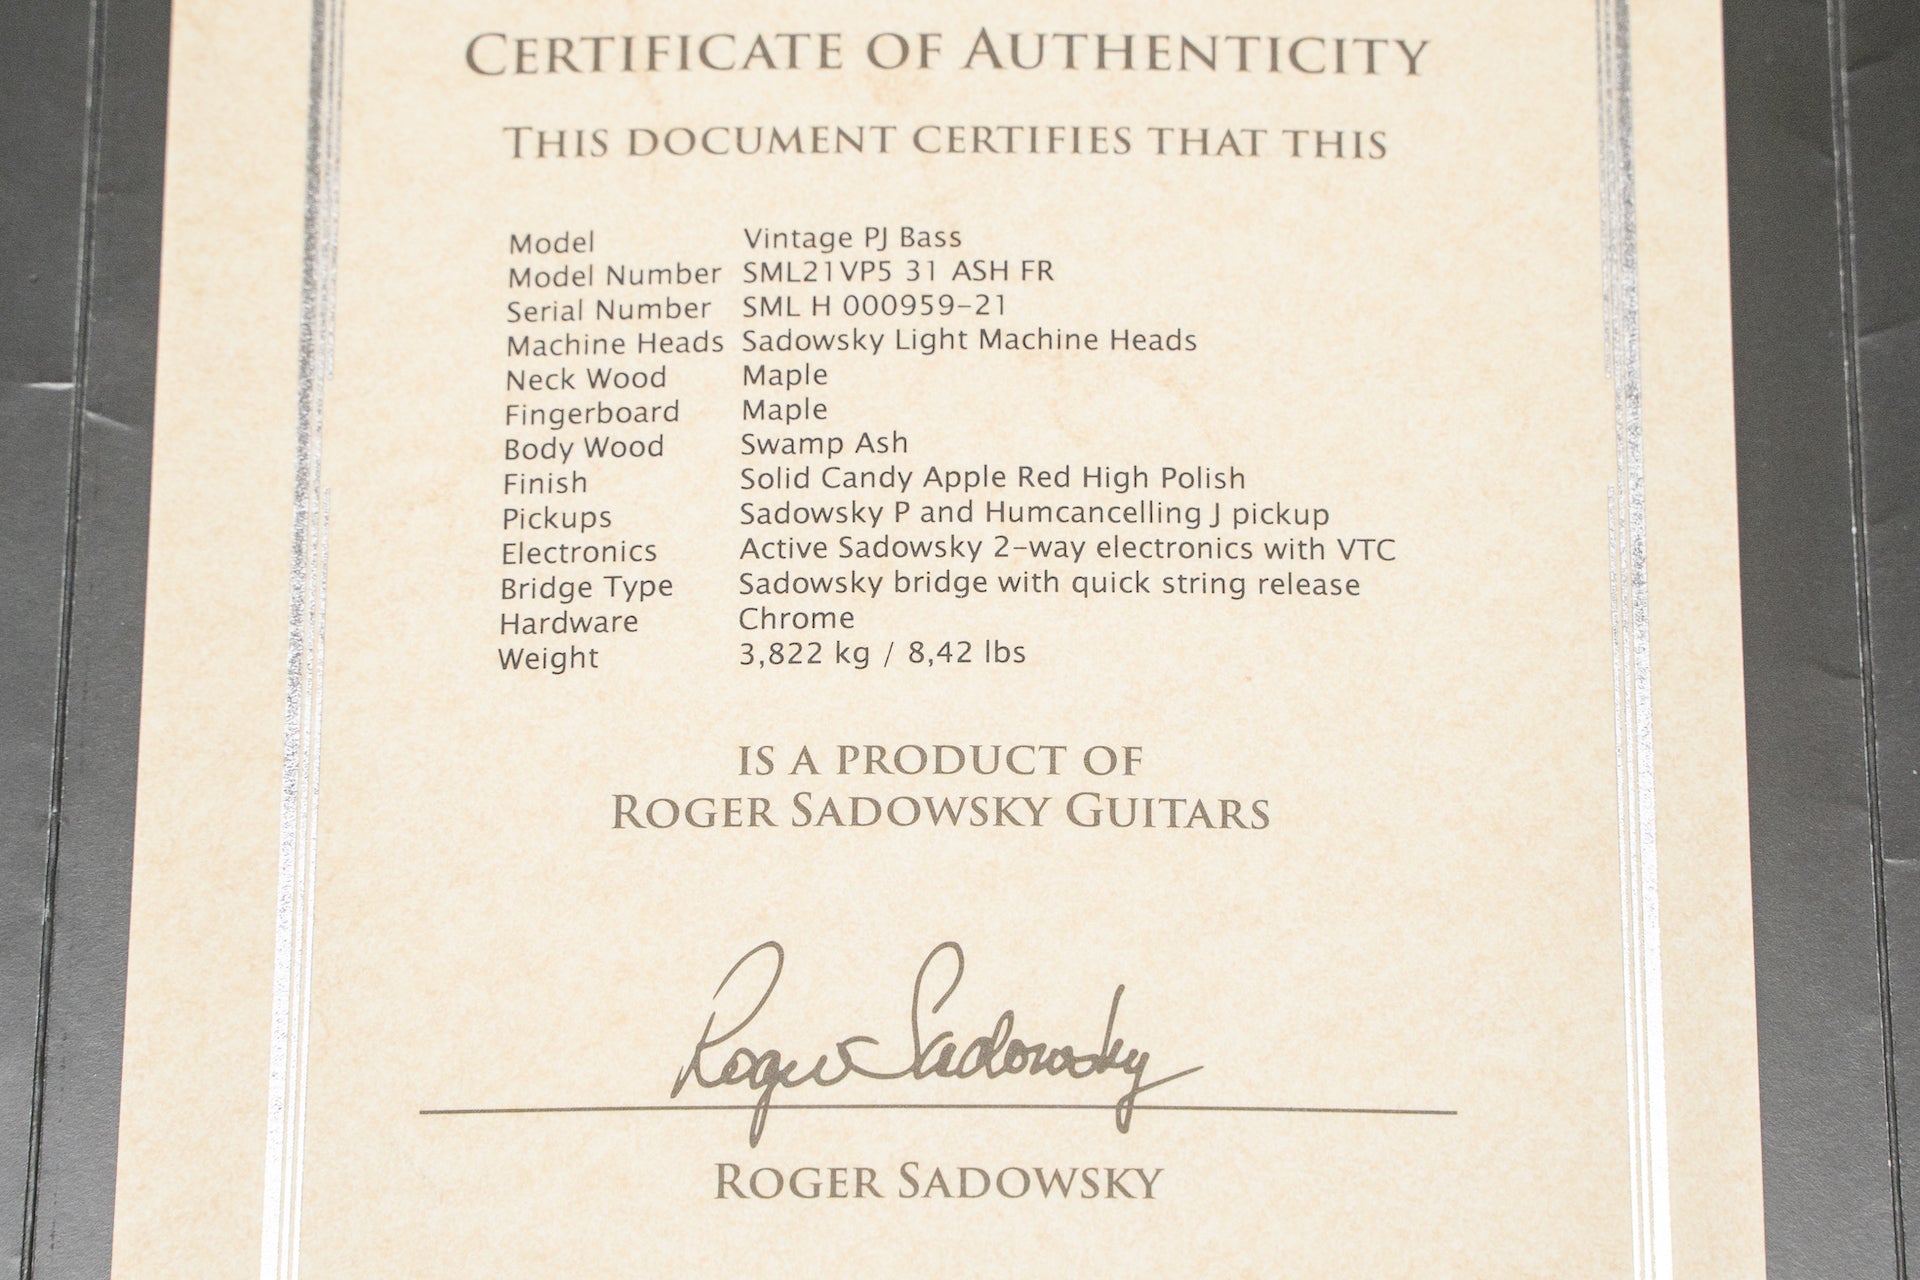 CERTIFICATE OF AUTHENTICITY
THIS DOCUMENT CERTIFIES THAT THIS
Model Vintage PJ Bass
Model Number SML21VP5 31 ASH FR
Serial Number SML H 000959-21
Machine Heads Sadowsky Light Machine Heads
Neck Wood Maple
Fingerboard Maple
Body Wood Swamp Ash
Finish Solid Candy Apple Red High Polish
Pickups Sadowsky P and Humcancelling J pickup
Electronics Active Sadowsky 2-way electronics with VTC
Bridge Type Sadowsky bridge with quick string release
Hardware Chrome
Weight 3,822 kg / 8,42 lbs
IS A PRODUCT OF
ROGER SADOWSKY GUITARS
Roger Sadowsky
ROGER SADOWSKY